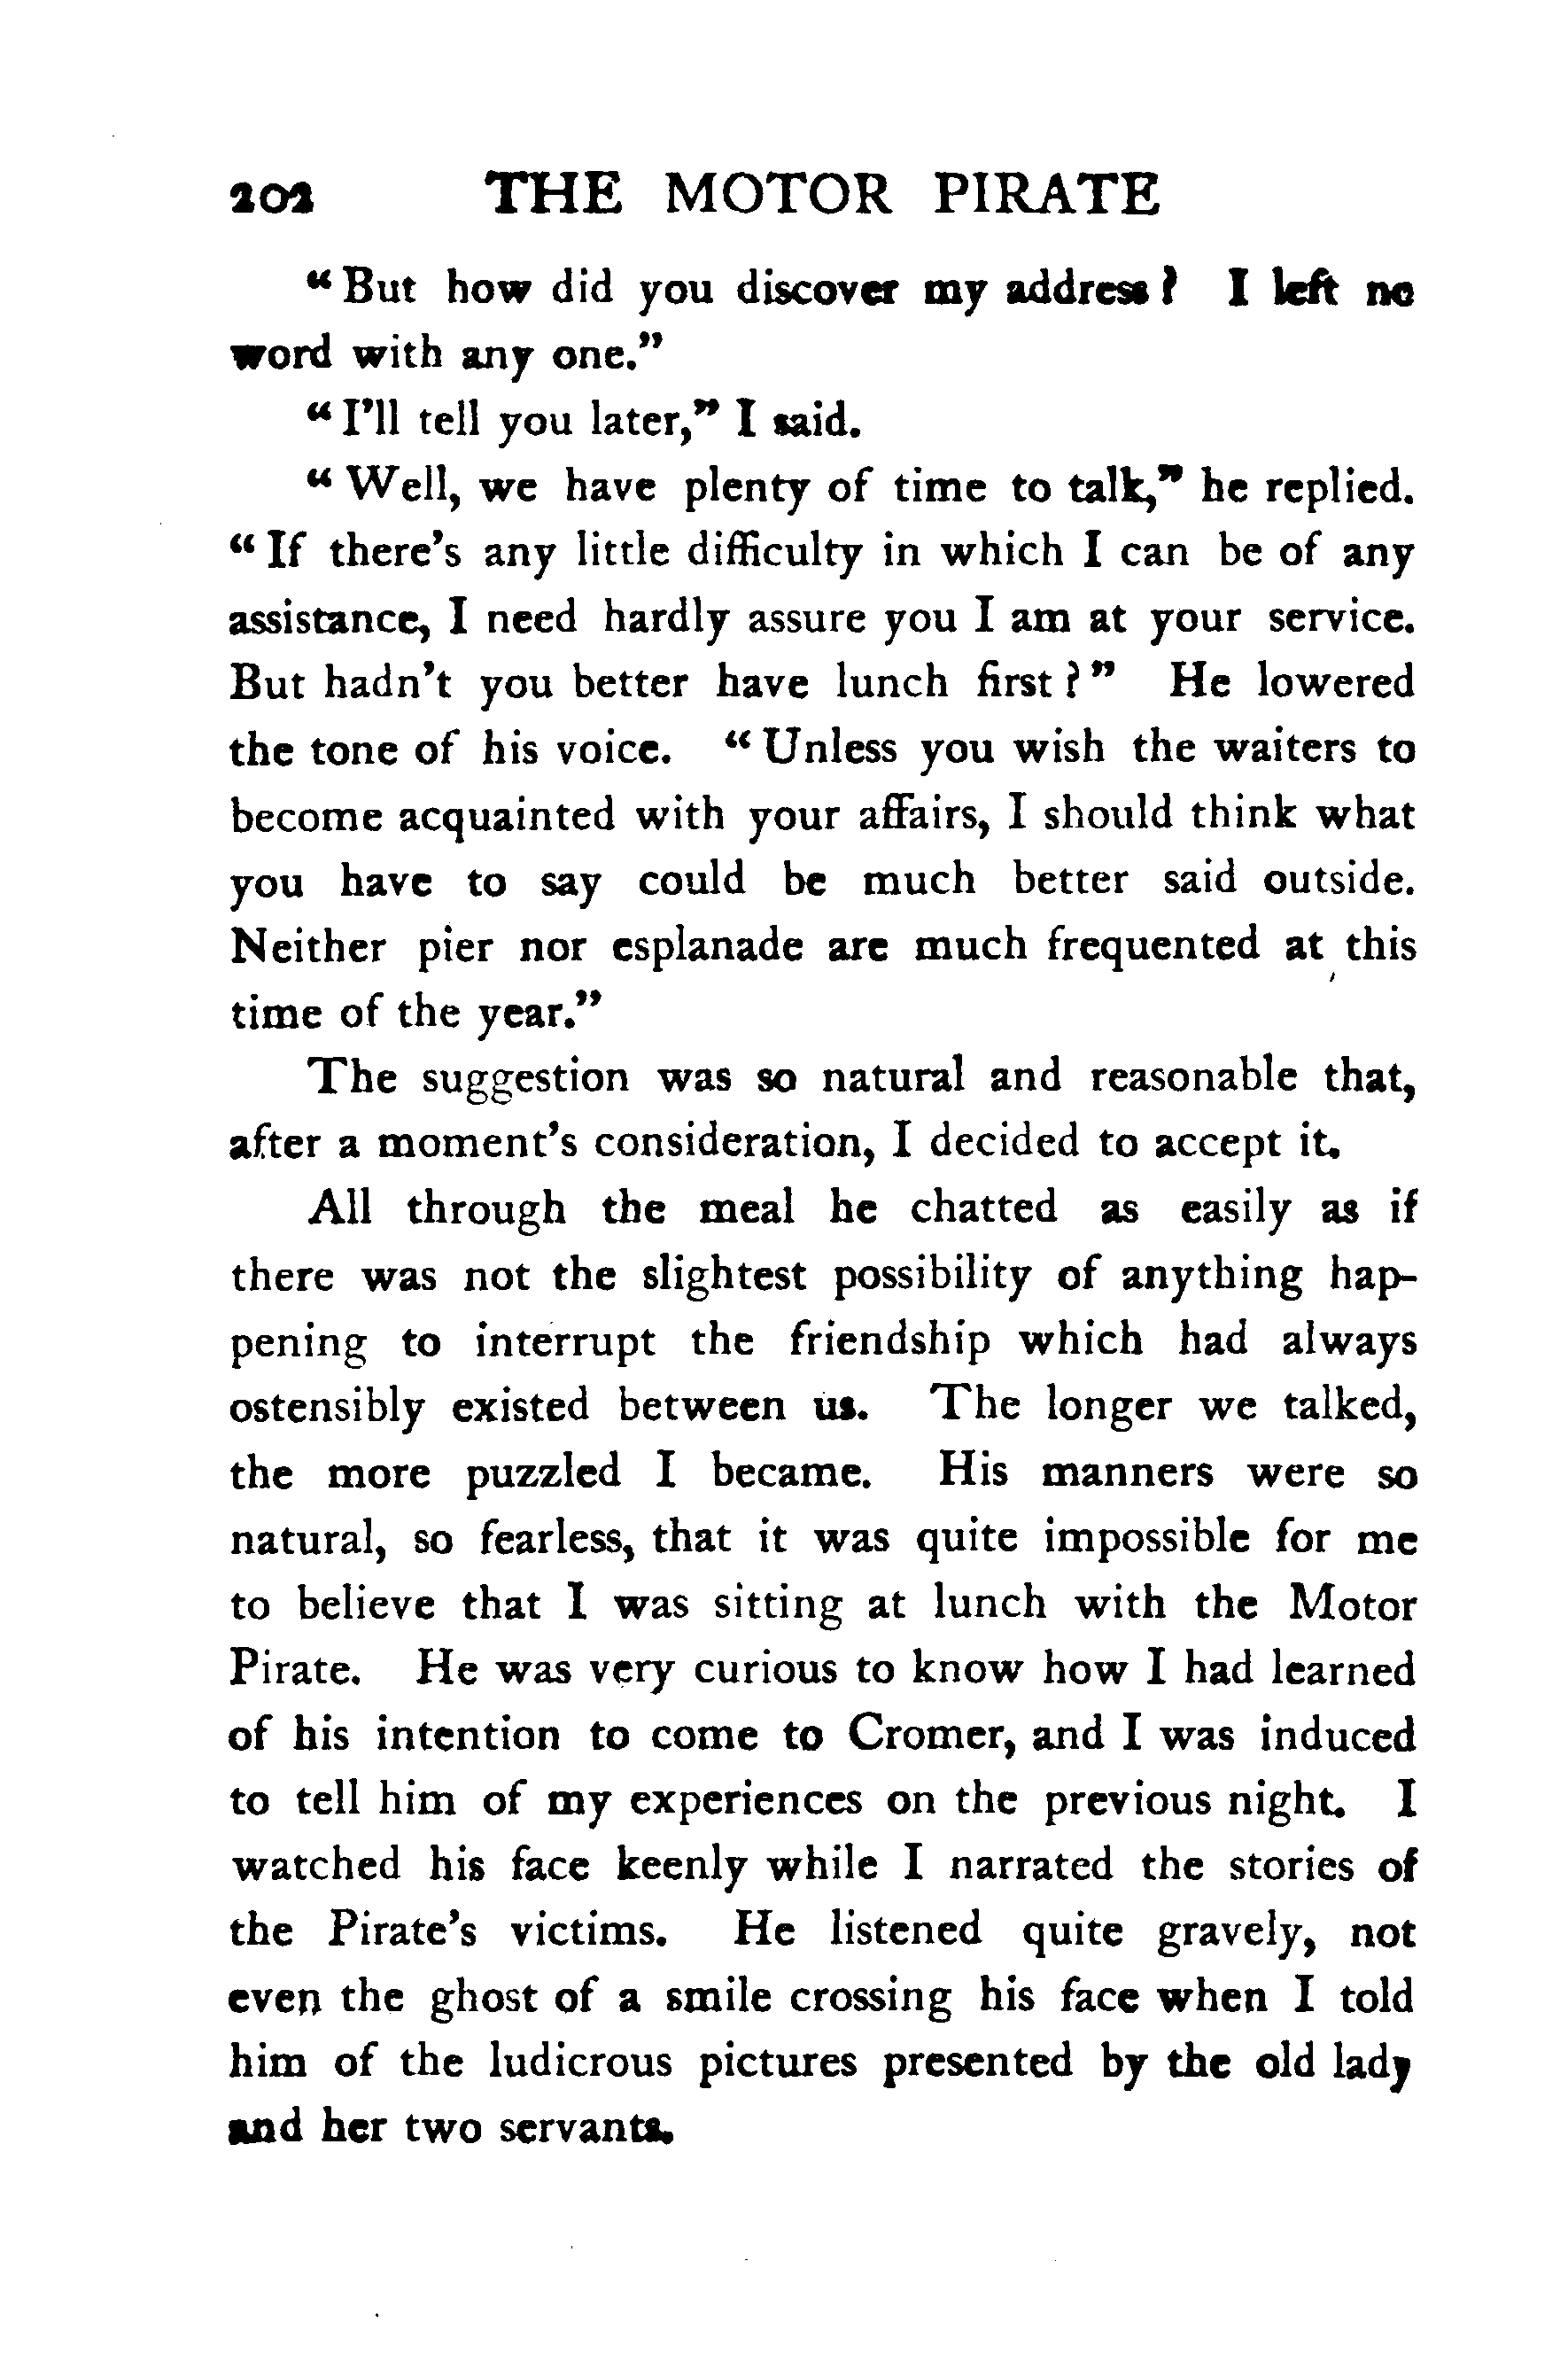 202 THE MOTOR PIRATE
“But how did you discover my address? I left no
word with any one.”
“I’ll tell you later,” I said.
“Well, we have plenty of time to talk,” he replied.
“If there’s any little difficulty in which I can be of any
assistance, I need hardly assure you I am at your service.
But hadn’t you better have lunch first?” He lowered
the tone of his voice. “Unless you wish the waiters to
become acquainted with your affairs, I should think what
you have to say could be much better said outside.
Neither pier nor esplanade are much frequented at this
time of the year.”
The suggestion was so natural and reasonable that,
after a moment’s consideration, I decided to accept it.
All through the meal he chatted as easily as if
there was not the slightest possibility of anything hap-
pening to interrupt the friendship which had always
ostensibly existed between us. The longer we talked,
the more puzzled I became. His manners were so
natural, so fearless, that it was quite impossible for me
to believe that I was sitting at lunch with the Motor
Pirate. He was very curious to know how I had learned
of his intention to come to Cromer, and I was induced
to tell him of my experiences on the previous night. I
watched his face keenly while I narrated the stories of
the Pirate’s victims. He listened quite gravely, not
even the ghost of a smile crossing his face when I told
him of the ludicrous pictures presented by the old lady
and her two servants.